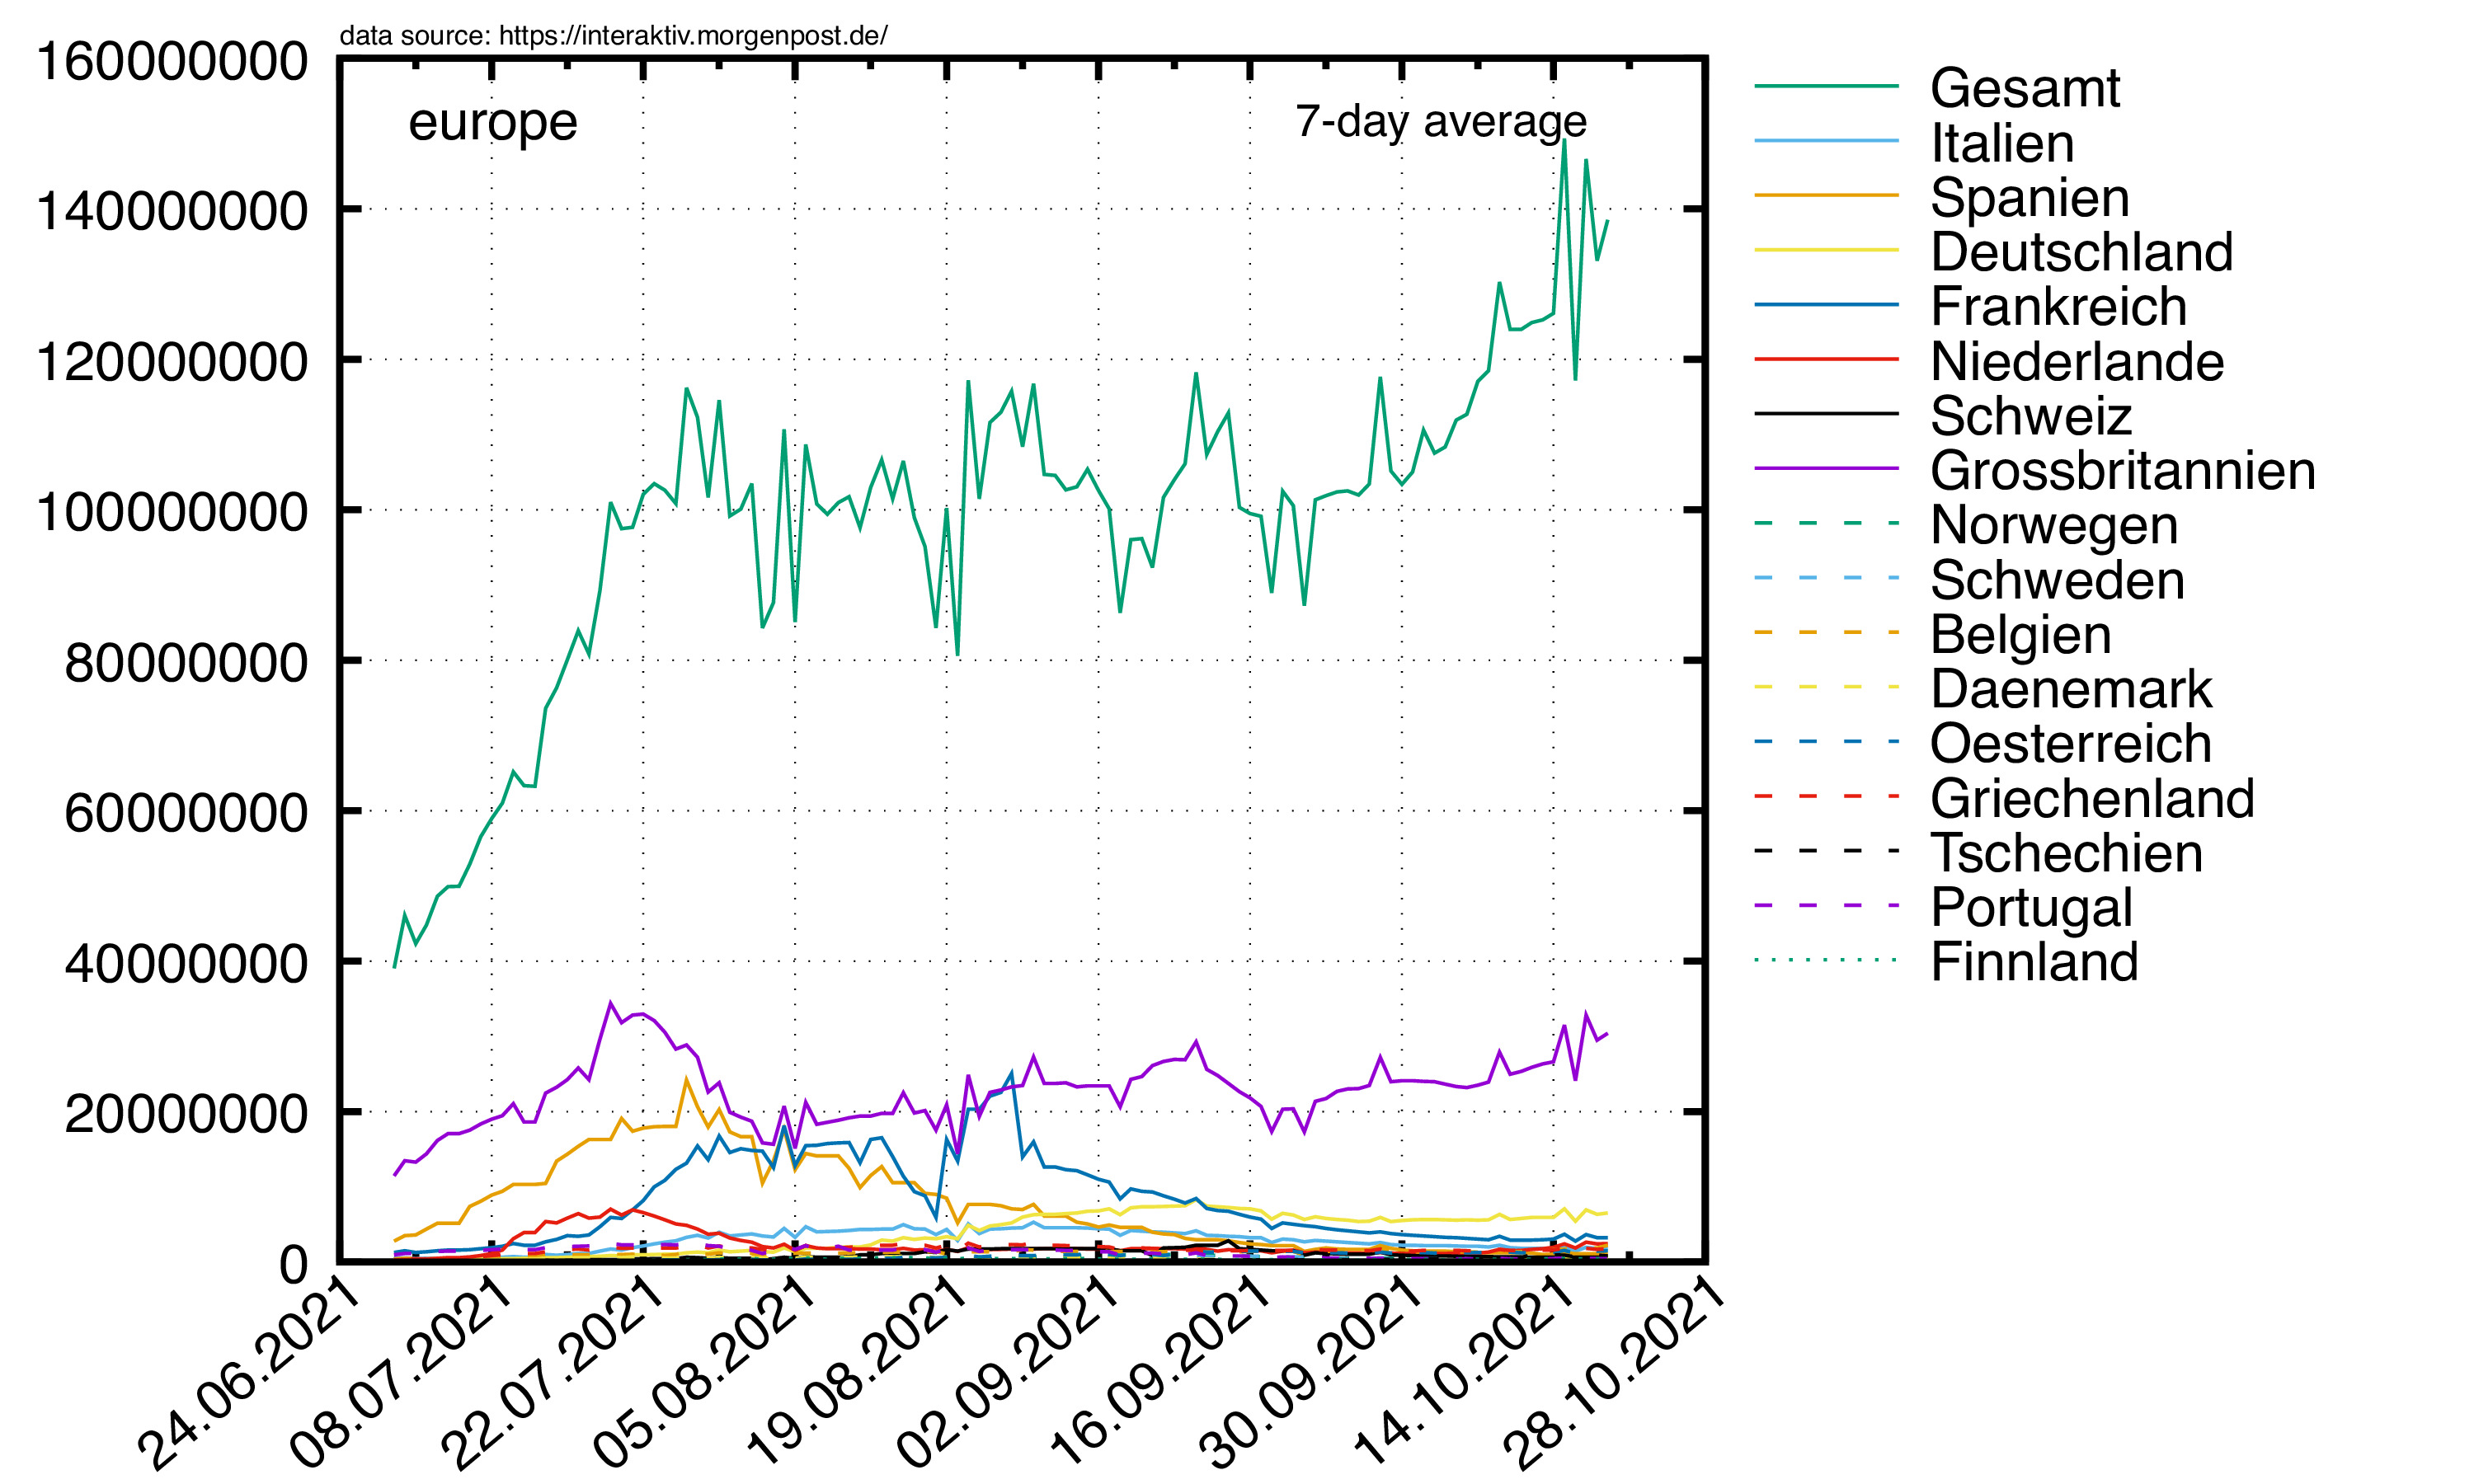 data source: https://interaktiv.morgenpost.de/
europe
7-day average
160000000
140000000
120000000
100000000
80000000
60000000
40000000
20000000
0
24.06.2021
08.07.2021
22.07.2021
05.08.2021
19.08.2021
02.09.2021
16.09.2021
30.09.2021
14.10.2021
28.10.2021
Gesamt
Italien
Spanien
Deutschland
Frankreich
Niederlande
Schweiz
Grossbritannien
Norwegen
Schweden
Belgien
Daenemark
Oesterreich
Griechenland
Tschechien
Portugal
Finnland